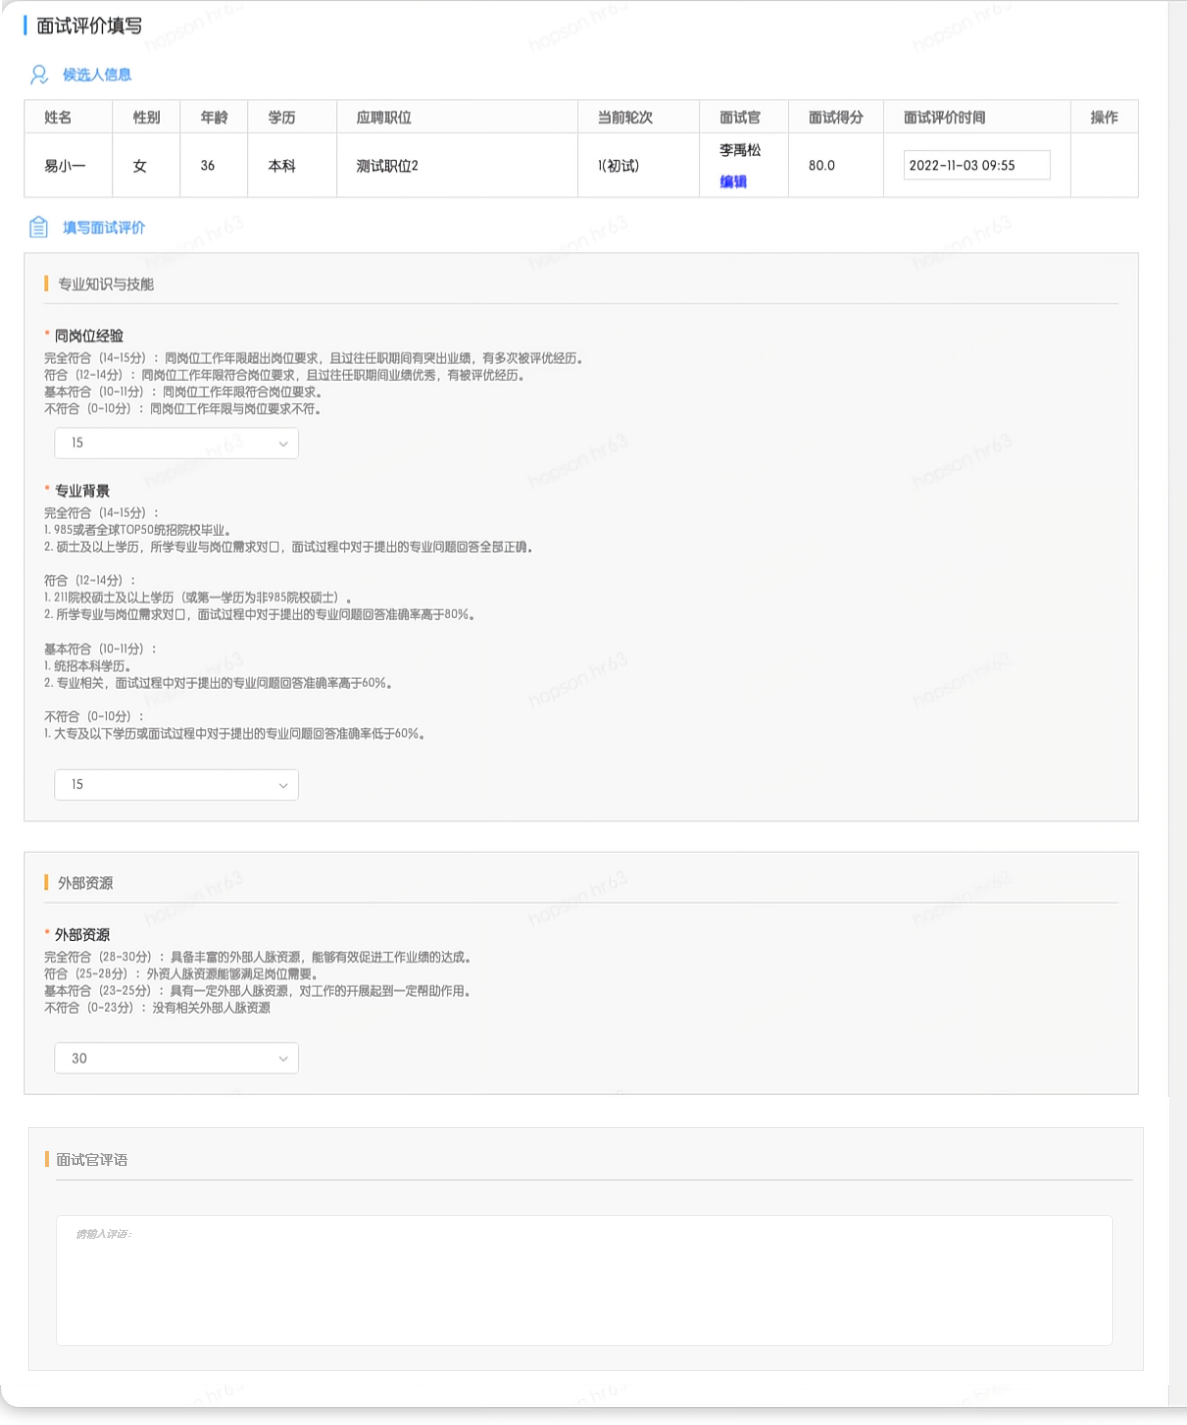 面试评价填写
候选人信息
姓名 性别 年龄 学历 应聘职位 当前轮次 面试官 面试得分 面试评价时间 操作
易小一 女 36 本科 测试职位2 1(初试) 李禹松 80.0 2022-11-03 09:55
编辑
填写面试评价
专业知识与技能
* 同岗位经验
完全符合（14-15分）：同岗位工作年限超出岗位要求，且过往任职期间有突出业绩，有多次被评优经历。
符合（12-14分）：同岗位工作年限符合岗位要求，且过往任职期间业绩优秀，有被评优经历。
基本符合（10-11分）：同岗位工作年限符合岗位要求。
不符合（0-10分）：同岗位工作年限与岗位要求不符。
15
* 专业背景
完全符合（14-15分）：
1. 985或者全球TOP50统招院校毕业。
2. 硕士及以上学历，所学专业与岗位需求对口，面试过程中对于提出的专业问题回答全部正确。
符合（12-14分）：
1. 211院校硕士及以上学历（或第一学历为非985院校硕士）。
2. 所学专业与岗位需求对口，面试过程中对于提出的专业问题回答准确率高于80%。
基本符合（10-11分）：
1. 统招本科学历。
2. 专业相关，面试过程中对于提出的专业问题回答准确率高于60%。
不符合（0-10分）：
1. 大专及以下学历或面试过程中对于提出的专业问题回答准确率低于60%。
15
外部资源
* 外部资源
完全符合（28-30分）：具备丰富的外部人脉资源，能够有效促进工作业绩的达成。
符合（25-28分）：外资人脉资源能够满足岗位需要。
基本符合（23-25分）：具有一定外部人脉资源，对工作的开展起到一定帮助作用。
不符合（0-23分）：没有相关外部人脉资源
30
面试官评语
请输入评语：
hopson hr63